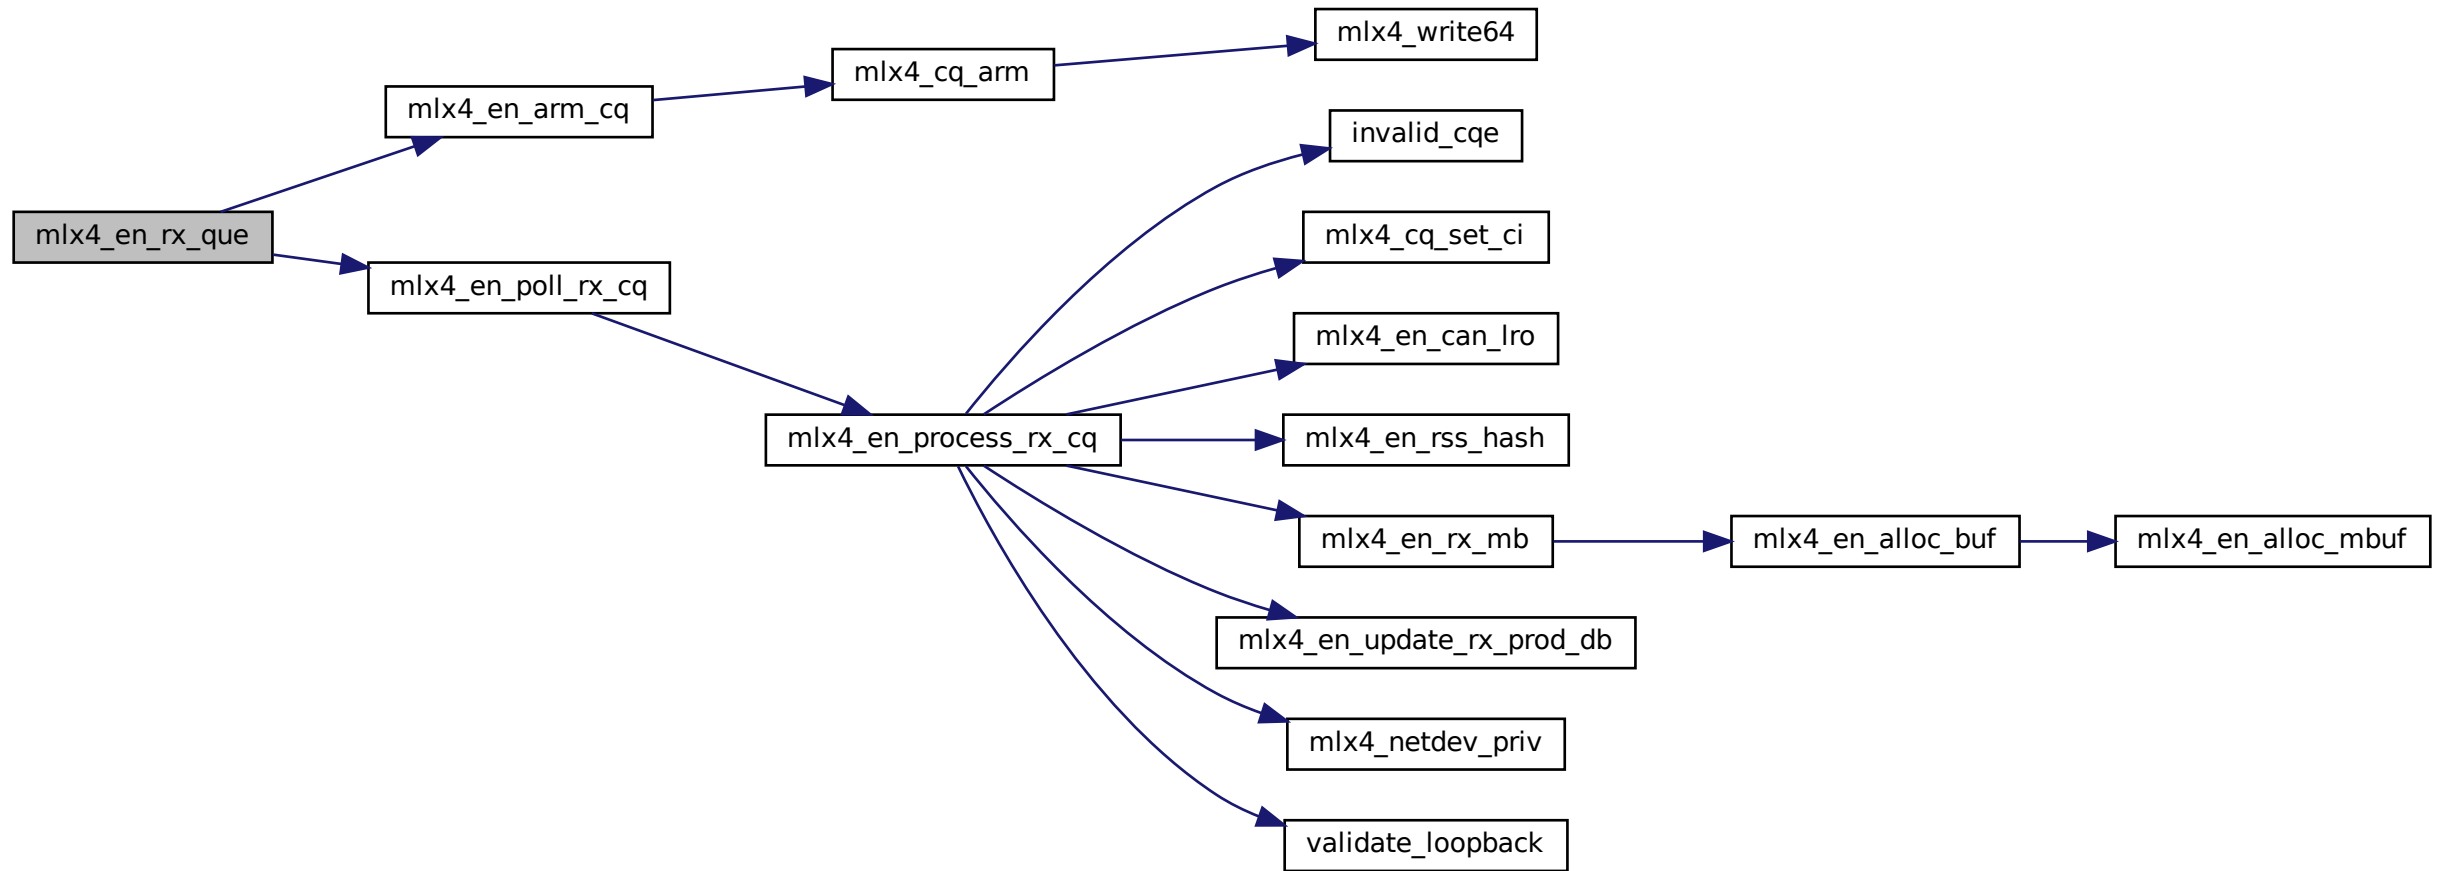 mlx4_write64
mlx4_cq_arm
mlx4_en_arm_cq
invalid_cqe
mlx4_en_rx_que
mlx4_cq_set_ci
mlx4_en_poll_rx_cq
mlx4_en_can_lro
mlx4_en_process_rx_cq
mlx4_en_rss_hash
mlx4_en_rx_mb
mlx4_en_alloc_buf
mlx4_en_alloc_mbuf
mlx4_en_update_rx_prod_db
mlx4_netdev_priv
validate_loopback